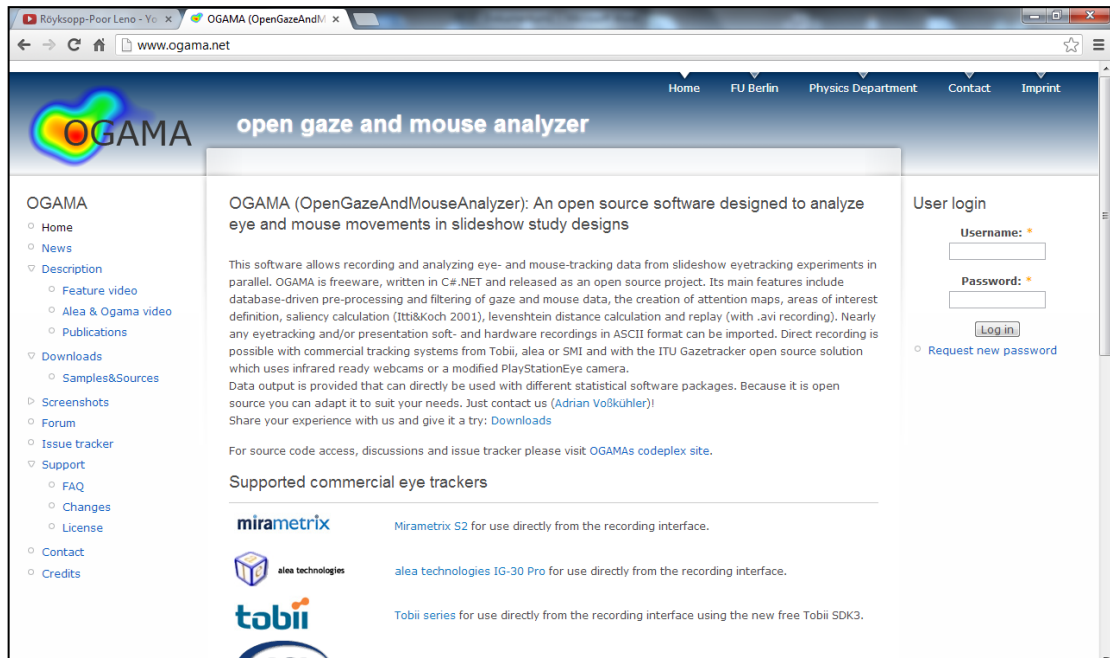 Röyksopp-Poor Leno - Yo
OGAMA (OpenGazeAndM
www.ogama.net
Home FU Berlin Physics Department Contact Imprint
OGAMA
open gaze and mouse analyzer
OGAMA
Home
News
Description
Feature video
Alea & Ogama video
Publications
Downloads
Samples&Sources
Screenshots
Forum
Issue tracker
Support
FAQ
Changes
License
Contact
Credits
OGAMA (OpenGazeAndMouseAnalyzer): An open source software designed to analyze
eye and mouse movements in slideshow study designs
This software allows recording and analyzing eye- and mouse-tracking data from slideshow eyetracking experiments in
parallel. OGAMA is freeware, written in C#.NET and released as an open source project. Its main features include
database-driven pre-processing and filtering of gaze and mouse data, the creation of attention maps, areas of interest
definition, saliency calculation (Itti&Koch 2001), levenshtein distance calculation and replay (with .avi recording). Nearly
any eyetracking and/or presentation soft- and hardware recordings in ASCII format can be imported. Direct recording is
possible with commercial tracking systems from Tobii, alea or SMI and with the ITU Gazetracker open source solution
which uses infrared ready webcams or a modified PlayStationEye camera.
Data output is provided that can directly be used with different statistical software packages. Because it is open
source you can adapt it to suit your needs. Just contact us (Adrian Voßkühler)!
Share your experience with us and give it a try: Downloads
For source code access, discussions and issue tracker please visit OGAMAs codeplex site.
Supported commercial eye trackers
mirametrix
Mirametrix S2 for use directly from the recording interface.
alea technologies
alea technologies IG-30 Pro for use directly from the recording interface.
tobii
Tobii series for use directly from the recording interface using the new free Tobii SDK3.
User login
Username: *
Password: *
Log in
Request new password